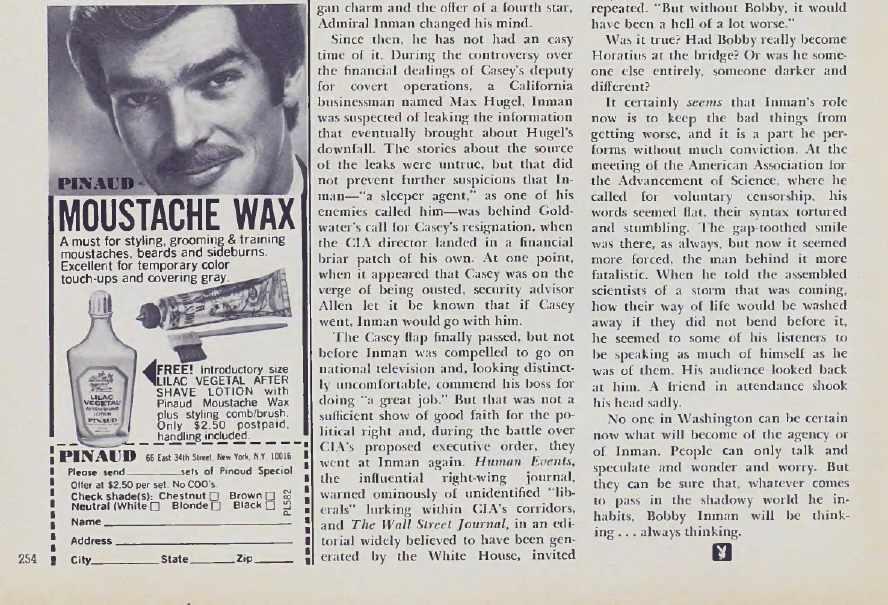 PINAUD
MOUSTACHE WAX
A must for styling, grooming & training
moustaches, beards and sideburns.
Excellent for temporary color
touch-ups and covering gray.
LILAC
VEGETAL
AFTER SHAVE
LOTION
PINAUD
FREE! Introductory size
LILAC VEGETAL AFTER
SHAVE LOTION with
Pinaud Moustache Wax
plus styling comb/brush.
Only $2.50 postpaid,
handling included.
PINAUD 66 East 34th Street, New York, N.Y 10016
Please send________sets of Pinoud Special
Offer at $2.50 per set. No COO's.
Check shade(s): Chestnut □ Brown □
Neutral (White □ Blonde □ Black □
PL582
Name
Address
City________State________Zip
254
gan charm and the offer of a fourth star,
Admiral Inman changed his mind.
Since then, he has not had an easy
time of it. During the controversy over
the financial dealings of Casey's deputy
for covert operations, a California
businessman named Max Hugel, Inman
was suspected of leaking the information
that eventually brought about Hugel's
downfall. The stories about the source
of the leaks were untrue, but that did
not prevent further suspicions that In-
man—"a sleeper agent," as one of his
enemies called him—was behind Gold-
water's call for Casey's resignation, when
the CIA director landed in a financial
briar patch of his own. At one point,
when it appeared that Casey was on the
verge of being ousted, security advisor
Allen let it be known that if Casey
went, Inman would go with him.
The Casey flap finally passed, but not
before Inman was compelled to go on
national television and, looking distinct-
ly uncomfortable, commend his boss for
doing "a great job." But that was not a
sufficient show of good faith for the po-
litical right and, during the battle over
CIA's proposed executive order, they
went at Inman again. Human Events,
the influential right-wing journal,
warned ominously of unidentified "lib-
erals" lurking within CIA's corridors,
and The Wall Street Journal, in an edi-
torial widely believed to have been gen-
erated by the White House, invited
repeated. "But without Bobby, it would
have been a hell of a lot worse."
Was it true? Had Bobby really become
Horatius at the bridge? Or was he some-
one else entirely, someone darker and
different?
It certainly seems that Inman's role
now is to keep the bad things from
getting worse, and it is a part he per-
forms without much conviction. At the
meeting of the American Association for
the Advancement of Science, where he
called for voluntary censorship, his
words seemed flat, their syntax tortured
and stumbling. The gap-toothed smile
was there, as always, but now it seemed
more forced, the man behind it more
fatalistic. When he told the assembled
scientists of a storm that was coming,
how their way of life would be washed
away if they did not bend before it,
he seemed to some of his listeners to
be speaking as much of himself as he
was of them. His audience looked back
at him. A friend in attendance shook
his head sadly.
No one in Washington can be certain
now what will become of the agency or
of Inman. People can only talk and
speculate and wonder and worry. But
they can be sure that, whatever comes
to pass in the shadowy world he in-
habits, Bobby Inman will be think-
ing . . . always thinking.